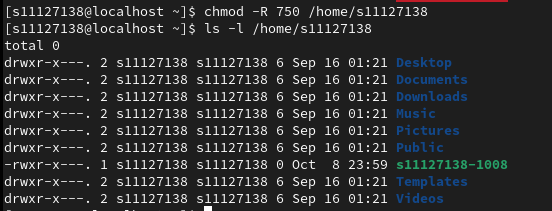 [s11127138@localhost ~]$ chmod -R 750 /home/s11127138
[s11127138@localhost ~]$ ls -l /home/s11127138
total 0
drwxr-x---. 2 s11127138 s11127138 6 Sep 16 01:21 Desktop
drwxr-x---. 2 s11127138 s11127138 6 Sep 16 01:21 Documents
drwxr-x---. 2 s11127138 s11127138 6 Sep 16 01:21 Downloads
drwxr-x---. 2 s11127138 s11127138 6 Sep 16 01:21 Music
drwxr-x---. 2 s11127138 s11127138 6 Sep 16 01:21 Pictures
drwxr-x---. 2 s11127138 s11127138 6 Sep 16 01:21 Public
-rwxr-x---. 1 s11127138 s11127138 0 Oct  8 23:59 s11127138-1008
drwxr-x---. 2 s11127138 s11127138 6 Sep 16 01:21 Templates
drwxr-x---. 2 s11127138 s11127138 6 Sep 16 01:21 Videos